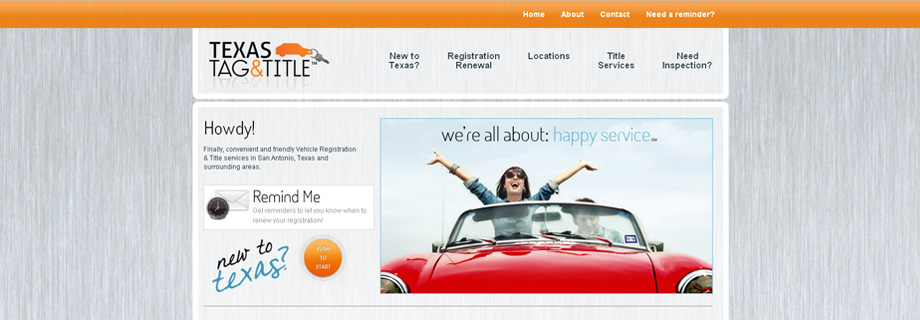 Home About Contact Need a reminder?
TEXAS
TAG&TITLE™
New to
Texas?
Registration
Renewal
Locations
Title
Services
Need
Inspection?
Howdy!
Finally, convenient and friendly Vehicle Registration
& Title services in San Antonio, Texas and
surrounding areas.
Remind Me
Get reminders to let you know when to
renew your registration!
new to
texas?
PUSH
TO
START
we're all about: happy service